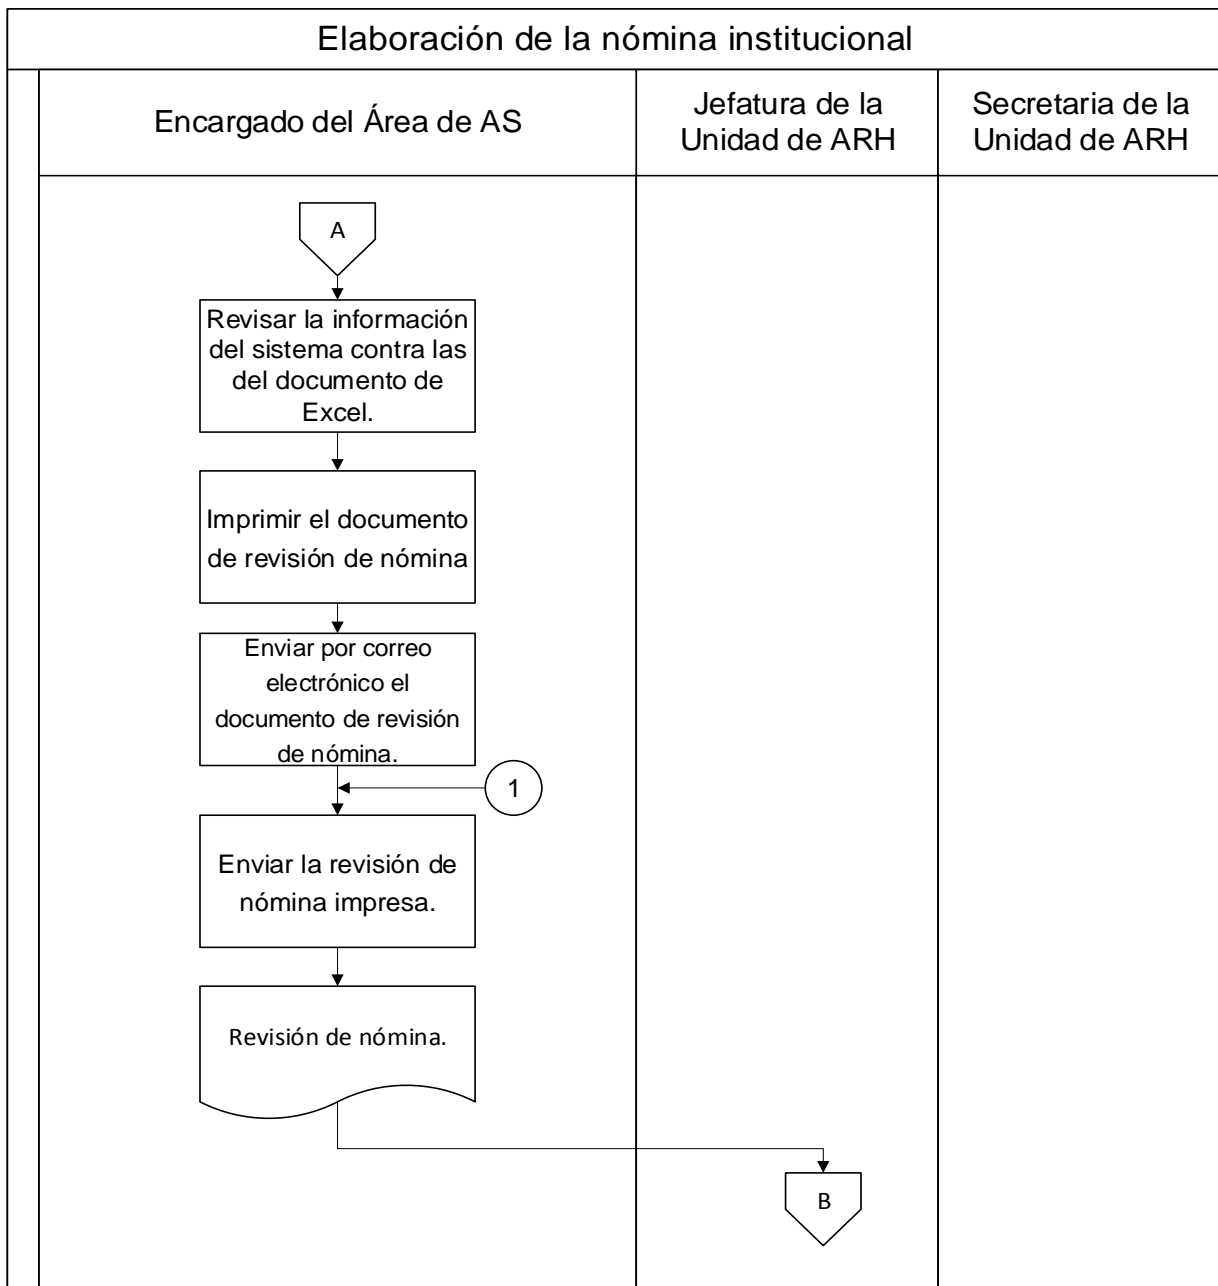 Elaboración de la nómina institucional
Encargado del Área de AS
Jefatura de la
Unidad de ARH
Secretaria de la
Unidad de ARH
A
Revisar la información
del sistema contra las
del documento de
Excel.
Imprimir el documento
de revisión de nómina
Enviar por correo
electrónico el
documento de revisión
de nómina.
1
Enviar la revisión de
nómina impresa.
Revisión de nómina.
B